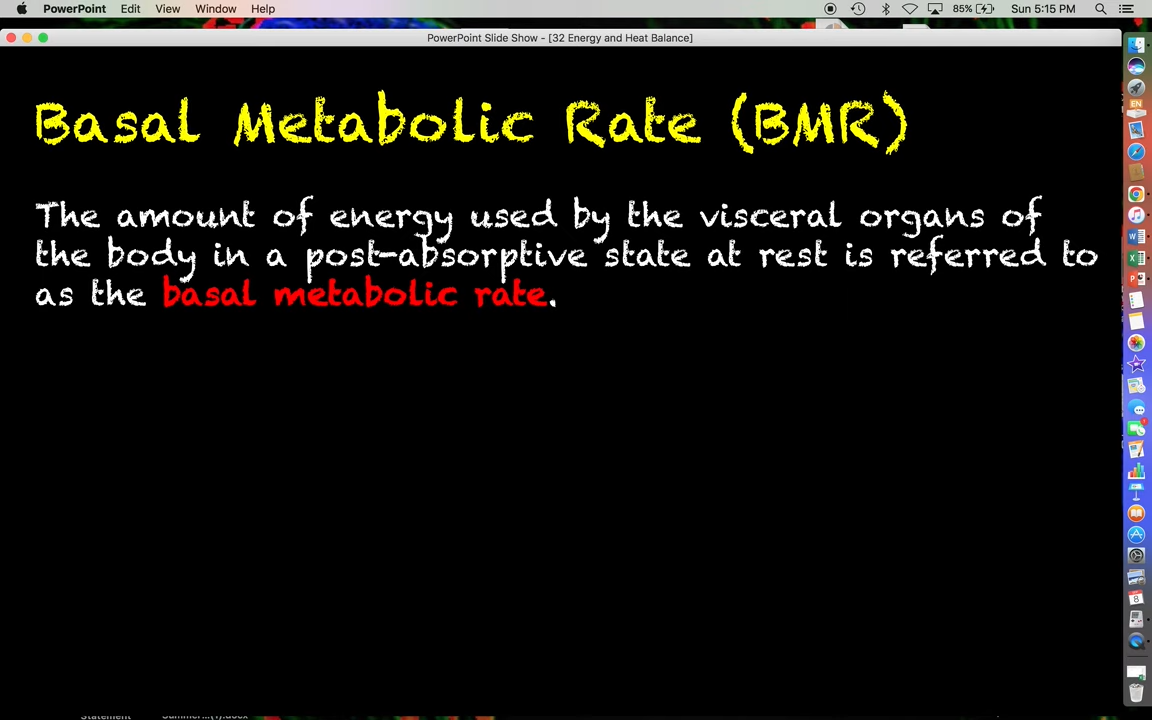 PowerPoint Edit View Window Help 85% Sun 5:15 PM
PowerPoint Slide Show - [32 Energy and Heat Balance]
Basal Metabolic Rate (BMR)
The amount of energy used by the visceral organs of
the body in a post-absorptive state at rest is referred to
as the basal metabolic rate.